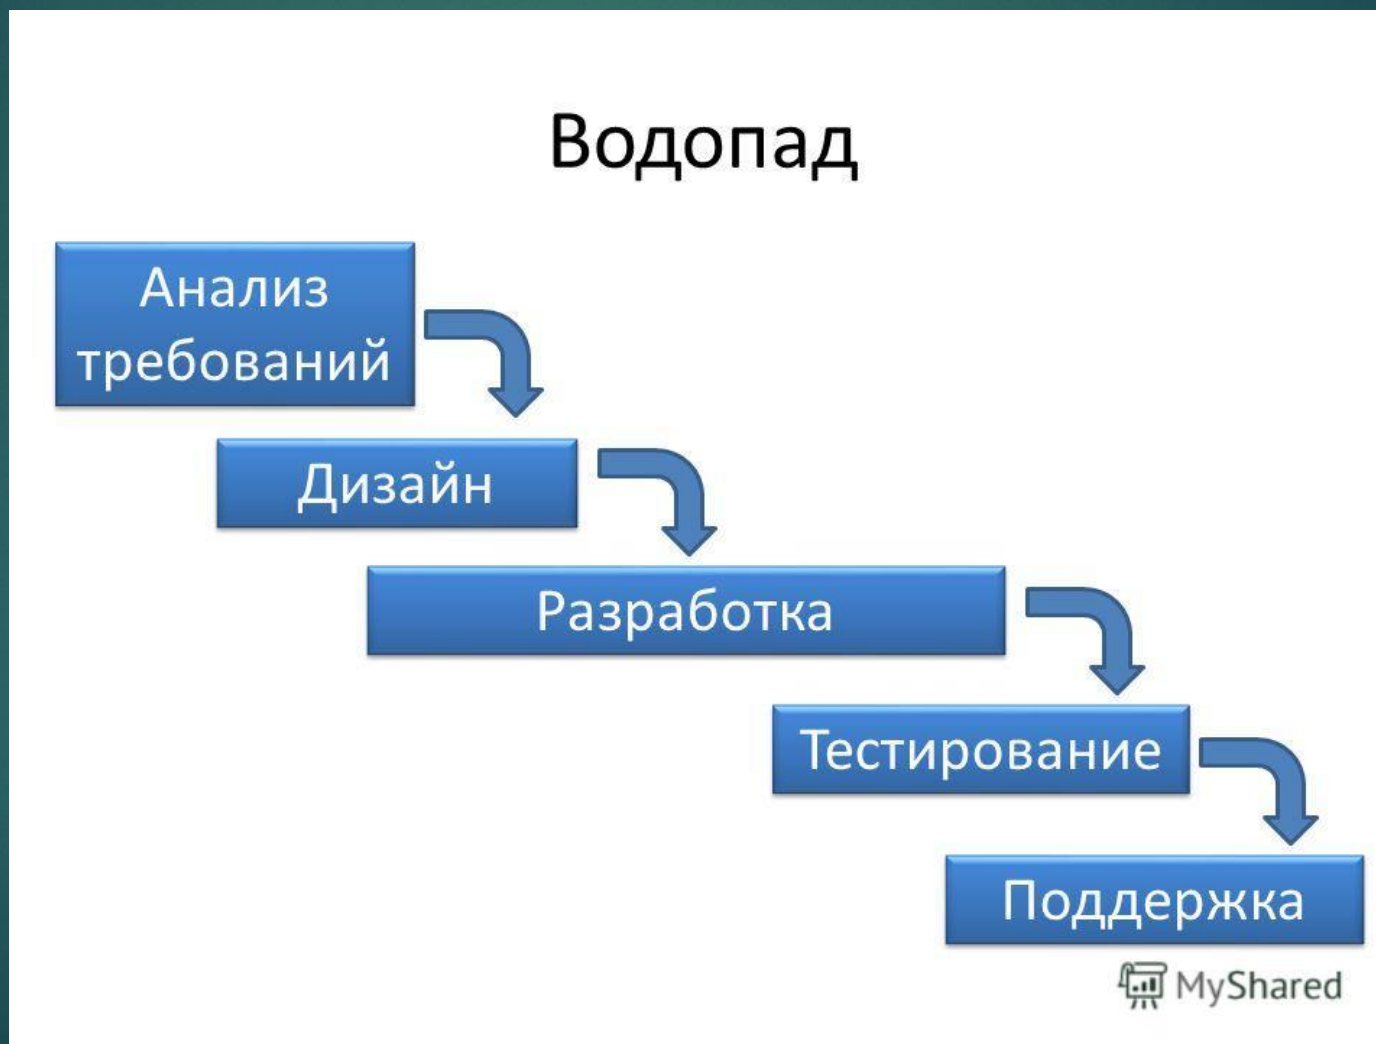 Водопад
Анализ
требований
Дизайн
Разработка
Тестирование
Поддержка
MyShared